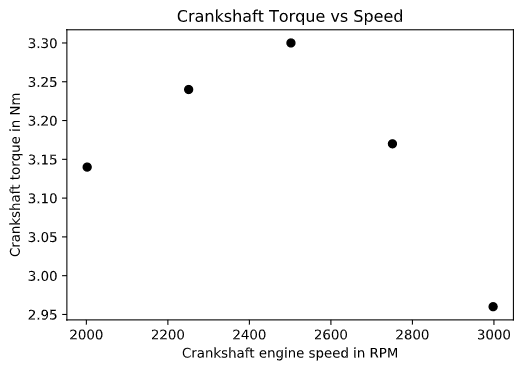 Crankshaft Torque vs Speed
3.30
3.25
3.20
3.15
3.10
3.05
3.00
2.95
Crankshaft torque in Nm
2000 2200 2400 2600 2800 3000
Crankshaft engine speed in RPM